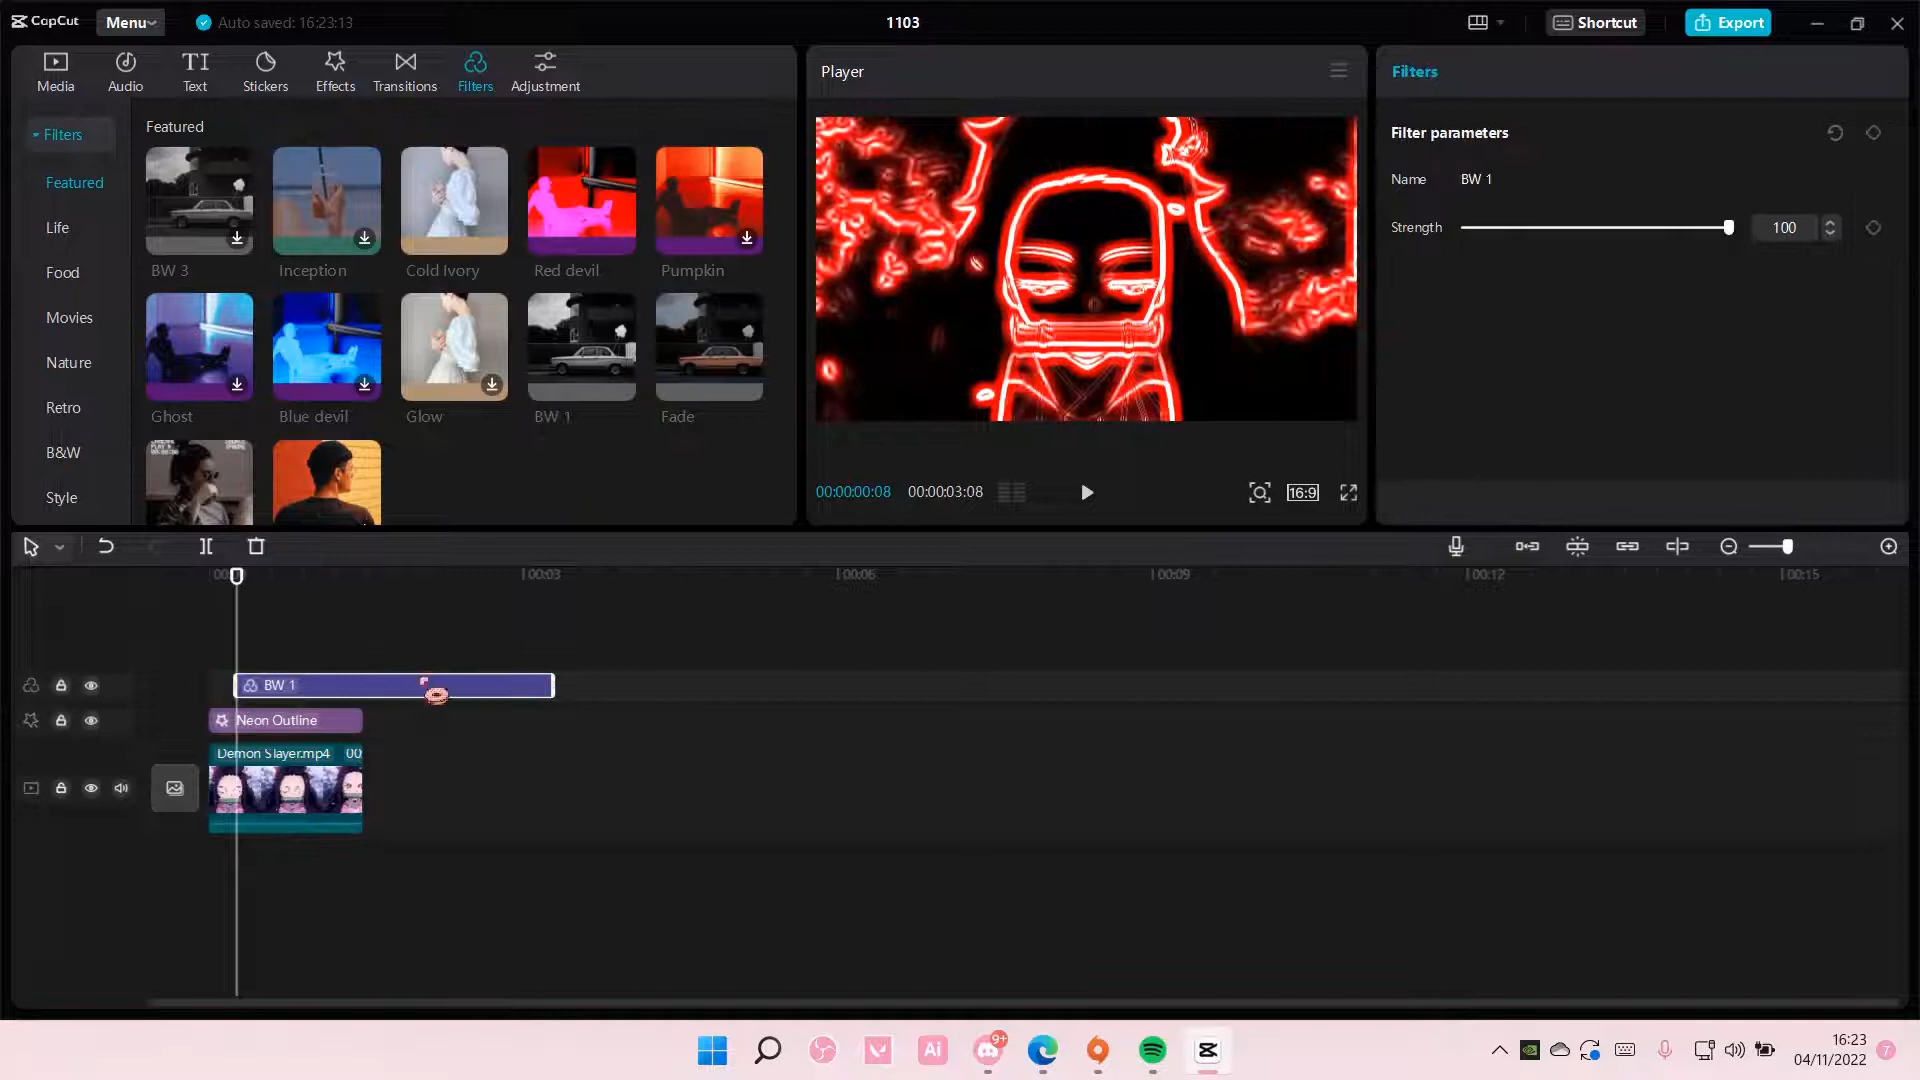 CapCut
Menu
Auto saved: 16:23:13
1103
Shortcut
Export
Media
Audio
TI
Text
Stickers
Effects
Transitions
Filters
Adjustment
Filters
Featured
Life
Food
Movies
Nature
Retro
B&W
Style
Featured
BW 3
Inception
Cold Ivory
Red devil
Pumpkin
Ghost
Blue devil
Glow
BW 1
Fade
Player
00:00:00:08
00:00:03:08
16:9
Filters
Filter parameters
Name
BW 1
Strength
100
00:03
00:06
00:09
00:12
00:15
BW 1
Neon Outline
Demon Slayer.mp4
00
Ai
9+
16:23
04/11/2022
7